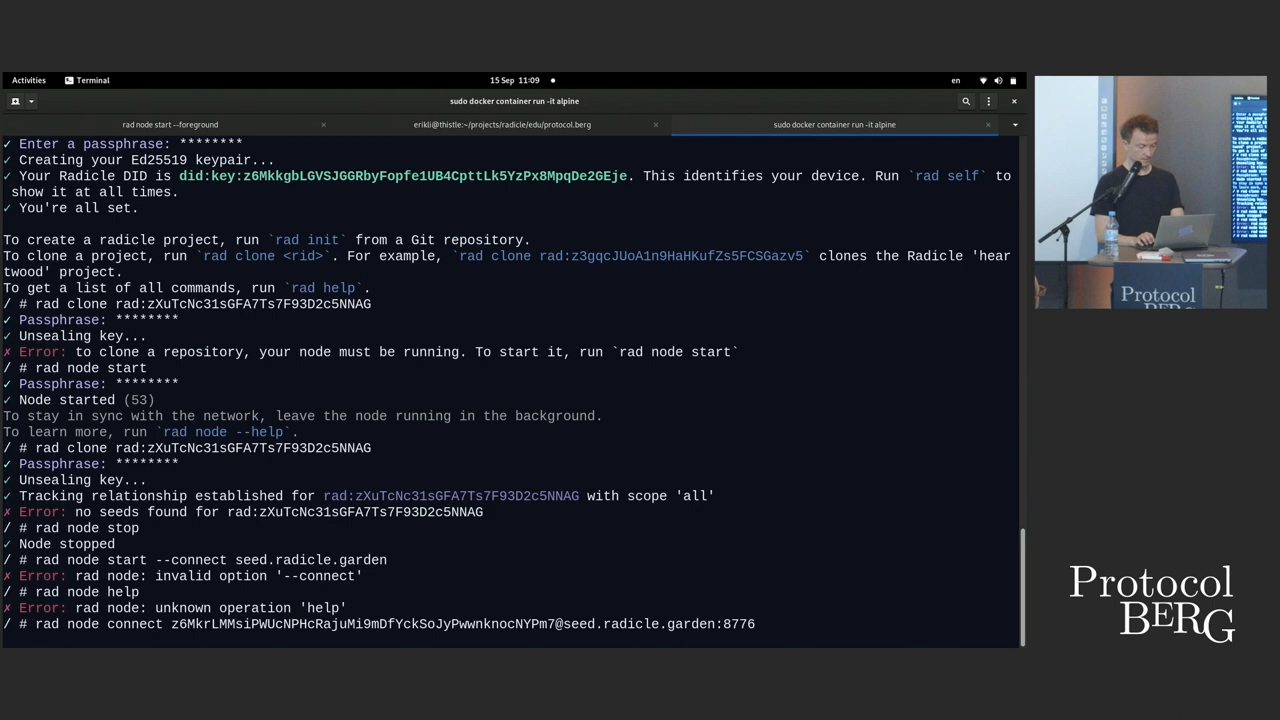 Activities
Terminal
15 Sep 11:09
en
sudo docker container run -it alpine
rad node start --foreground
erikli@thistle:~/projects/radicle/edu/protocol.berg
sudo docker container run -it alpine
✓ Enter a passphrase: ********
✓ Creating your Ed25519 keypair...
✓ Your Radicle DID is did:key:z6MkkgbLGVSJGGRbyFopfe1UB4CpttLk5YzPx8MpqDe2GEje. This identifies your device. Run `rad self` to
show it at all times.
✓ You're all set.
To create a radicle project, run `rad init` from a Git repository.
To clone a project, run `rad clone <rid>`. For example, `rad clone rad:z3gqcJUoA1n9HaHKufZs5FCSGazv5` clones the Radicle 'hear
twood' project.
To get a list of all commands, run `rad help`.
/ # rad clone rad:zXuTcNc31sGFA7Ts7F93D2c5NNAG
✓ Passphrase: ********
✓ Unsealing key...
✗ Error: to clone a repository, your node must be running. To start it, run `rad node start`
/ # rad node start
✓ Passphrase: ********
✓ Node started (53)
To stay in sync with the network, leave the node running in the background.
To learn more, run `rad node --help`.
/ # rad clone rad:zXuTcNc31sGFA7Ts7F93D2c5NNAG
✓ Passphrase: ********
✓ Unsealing key...
✓ Tracking relationship established for rad:zXuTcNc31sGFA7Ts7F93D2c5NNAG with scope 'all'
✗ Error: no seeds found for rad:zXuTcNc31sGFA7Ts7F93D2c5NNAG
/ # rad node stop
✓ Node stopped
/ # rad node start --connect seed.radicle.garden
✗ Error: rad node: invalid option '--connect'
/ # rad node help
✗ Error: rad node: unknown operation 'help'
/ # rad node connect z6MkrLMMsiPWUcNPHcRajuMi9mDfYckSoJyPwwnknocNYPm7@seed.radicle.garden:8776
Protocol
BERG
Protocol
BERG